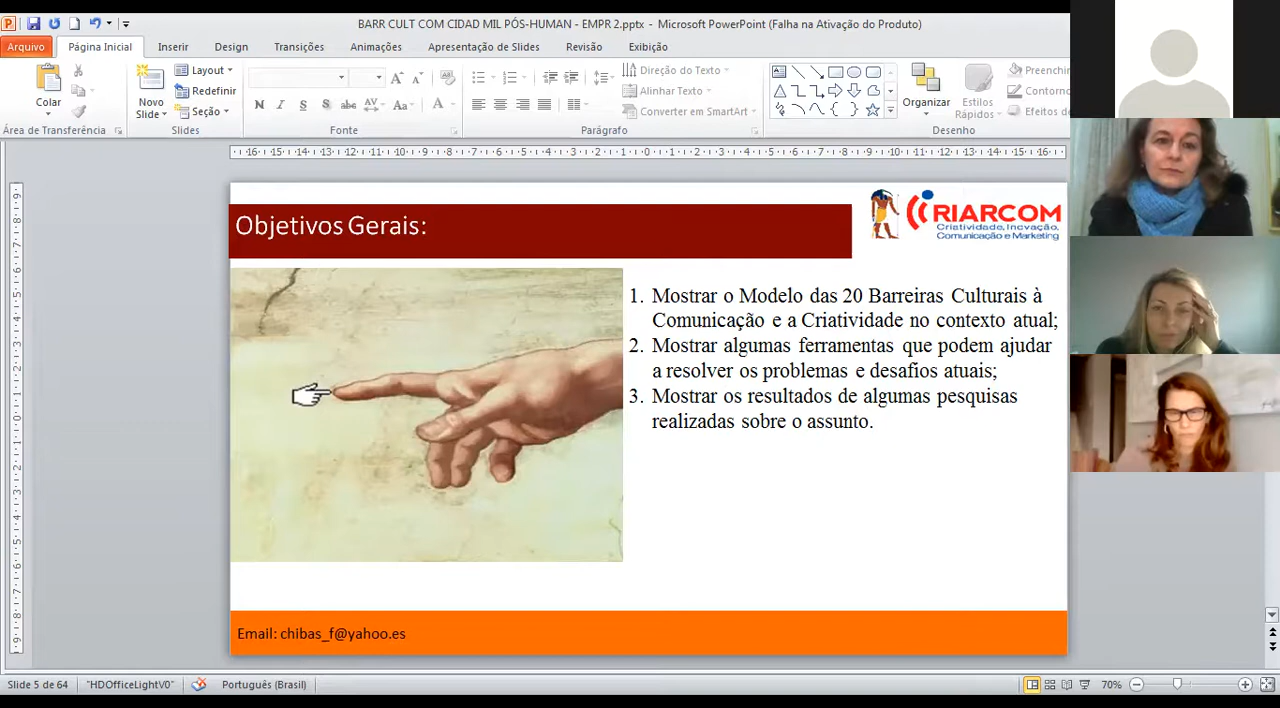 BARR CULT COM CIDAD MIL PÓS-HUMAN - EMPR 2.pptx - Microsoft PowerPoint (Falha na Ativação do Produto)
Arquivo Página Inicial Inserir Design Transições Animações Apresentação de Slides Revisão Exibição
Colar
Novo Slide
Layout
Redefinir
Seção
Direção do Texto
Alinhar Texto
Converter em SmartArt
Organizar
Estilos Rápidos
Preenchir
Contorno
Efeitos de
Área de Transferência Slides Fonte Parágrafo Desenho
Objetivos Gerais:
CRIARCOM
Criatividade, Inovação,
Comunicação e Marketing
1. Mostrar o Modelo das 20 Barreiras Culturais à
Comunicação e a Criatividade no contexto atual;
2. Mostrar algumas ferramentas que podem ajudar
a resolver os problemas e desafios atuais;
3. Mostrar os resultados de algumas pesquisas
realizadas sobre o assunto.
Email: chibas_f@yahoo.es
Slide 5 de 64 "HDOfficeLightV0" Português (Brasil) 70%